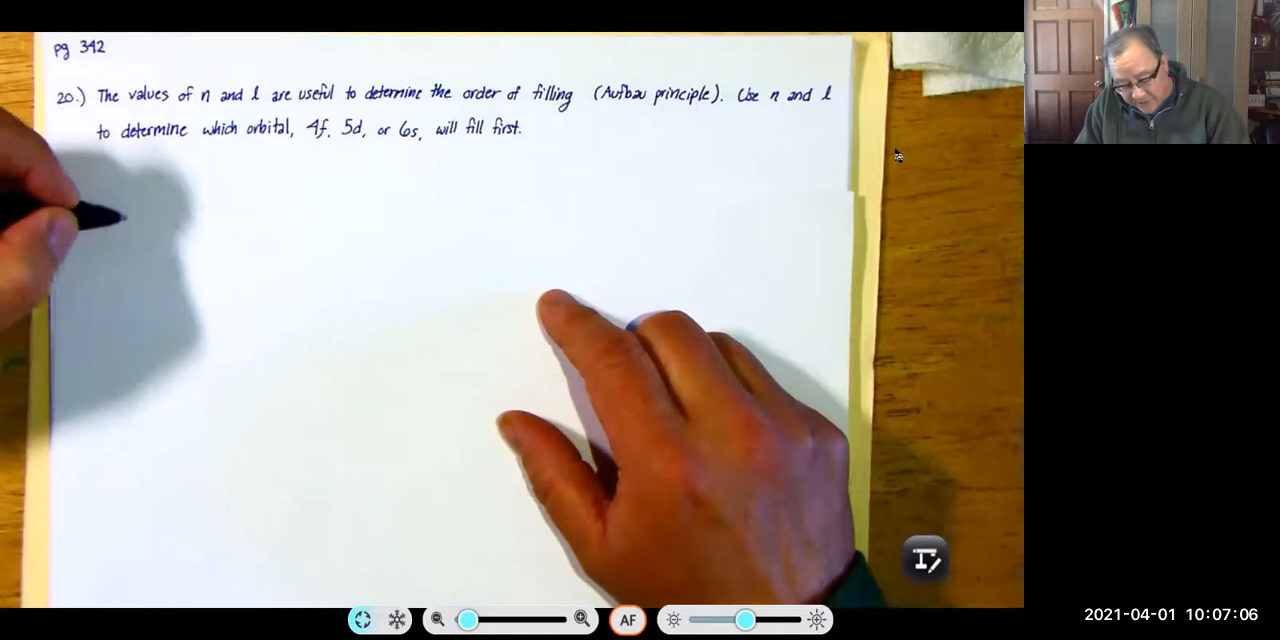 pg 342
20.) The values of n and l are useful to determine the order of filling (Aufbau principle). Use n and l
to determine which orbital, 4f, 5d, or 6s, will fill first.
AF
2021-04-01 10:07:06